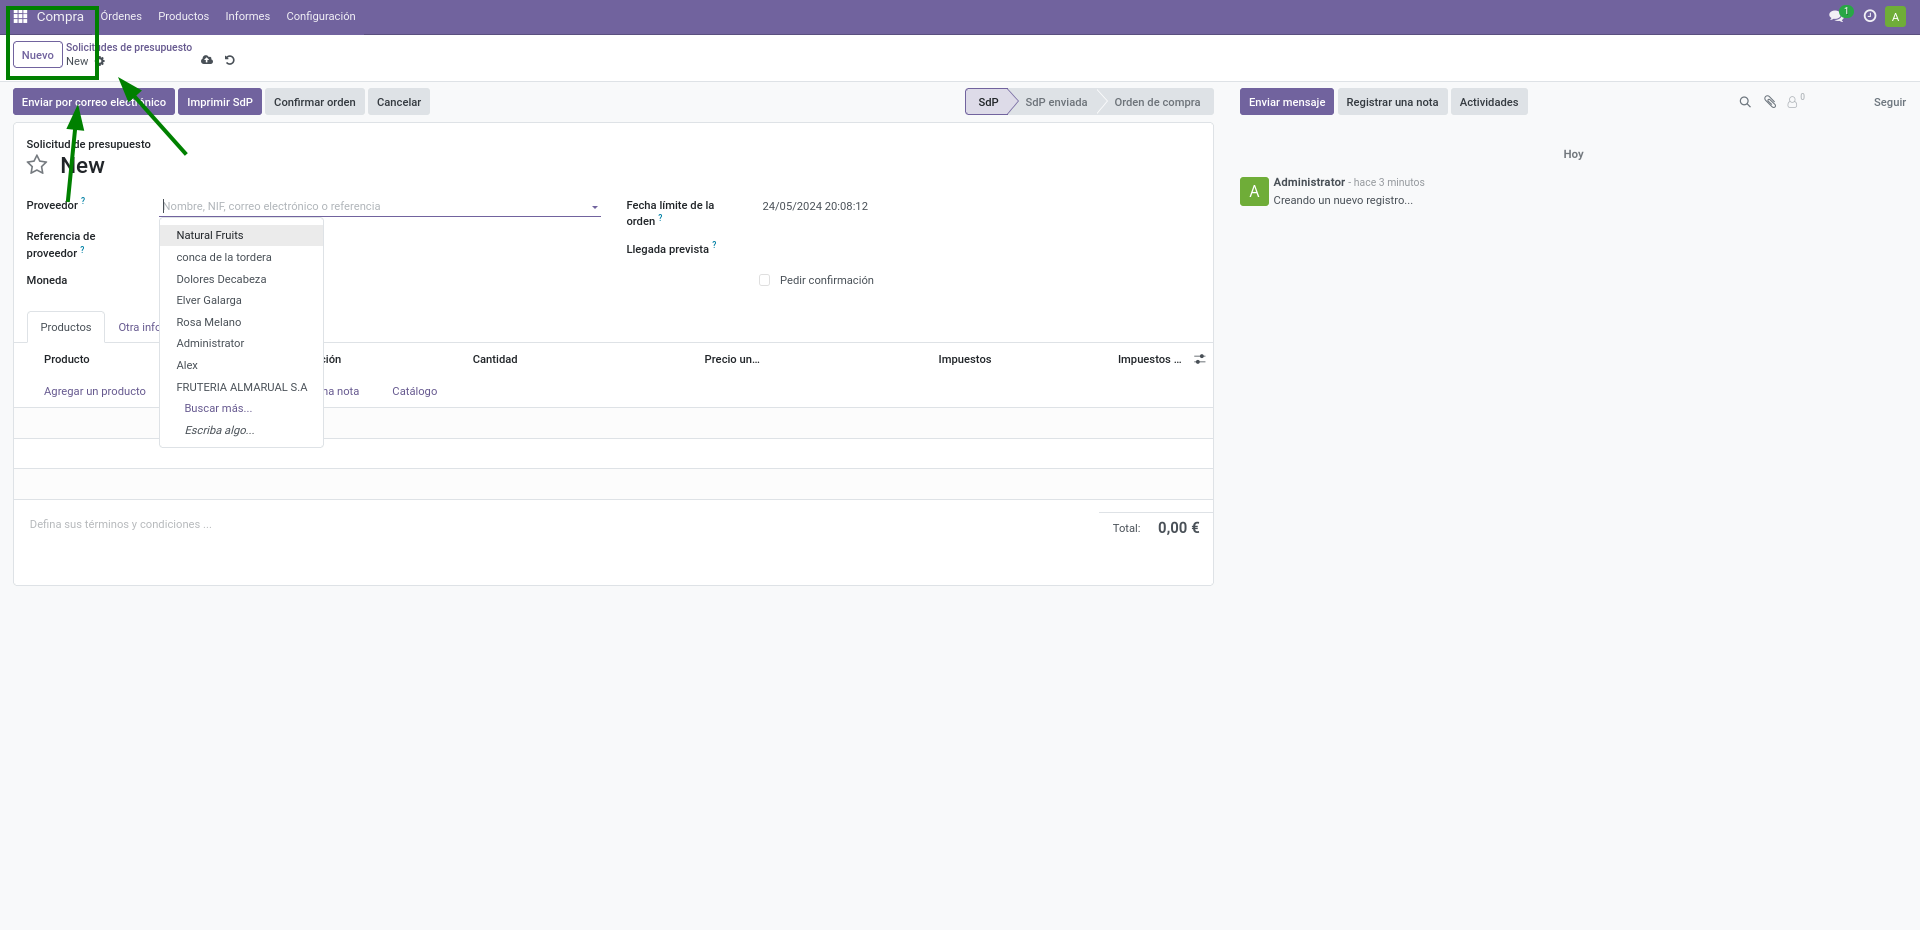 Compra Órdenes Productos Informes Configuración 1 A
Nuevo Solicitudes de presupuesto
New
Enviar por correo electrónico Imprimir SdP Confirmar orden Cancelar SdP SdP enviada Orden de compra Enviar mensaje Registrar una nota Actividades 0 Seguir
Solicitud de presupuesto
New
Hoy
A Administrator - hace 3 minutos
Creando un nuevo registro...
Proveedor ? Nombre, NIF, correo electrónico o referencia
Fecha límite de la
orden ? 24/05/2024 20:08:12
Referencia de
proveedor ?
Llegada prevista ?
Moneda
Pedir confirmación
Natural Fruits
conca de la tordera
Dolores Decabeza
Elver Galarga
Rosa Melano
Administrator
Alex
FRUTERIA ALMARUAL S.A
Buscar más...
Escriba algo...
Productos Otra info
Producto ión Cantidad Precio un... Impuestos Impuestos ...
Agregar un producto na nota Catálogo
Defina sus términos y condiciones ...
Total: 0,00 €